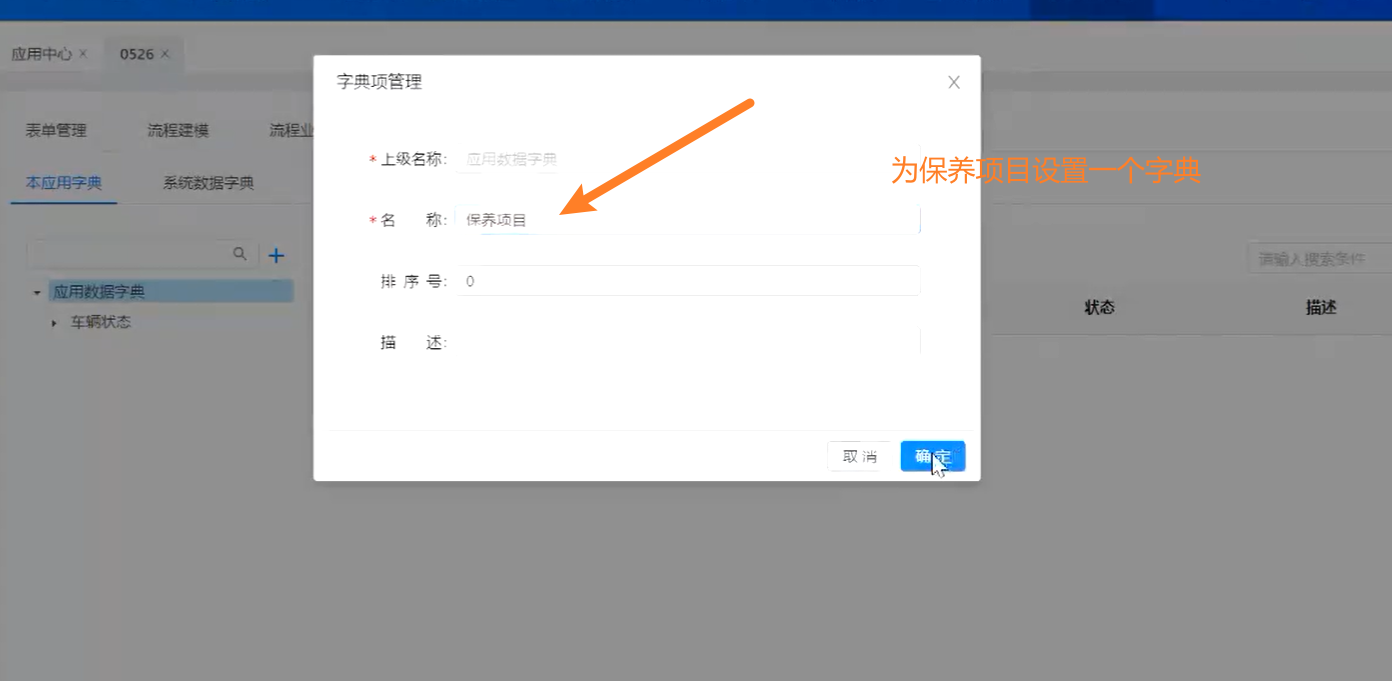 应用中心 ×
0526 ×
字典项管理
表单管理
流程建模
流程业
*上级名称: 应用数据字典
为保养项目设置一个字典
本应用字典
系统数据字典
*名 称: 保养项目
请输入搜索条件
排 序 号: 0
应用数据字典
状态
描述
车辆状态
描 述:
取 消
确 定